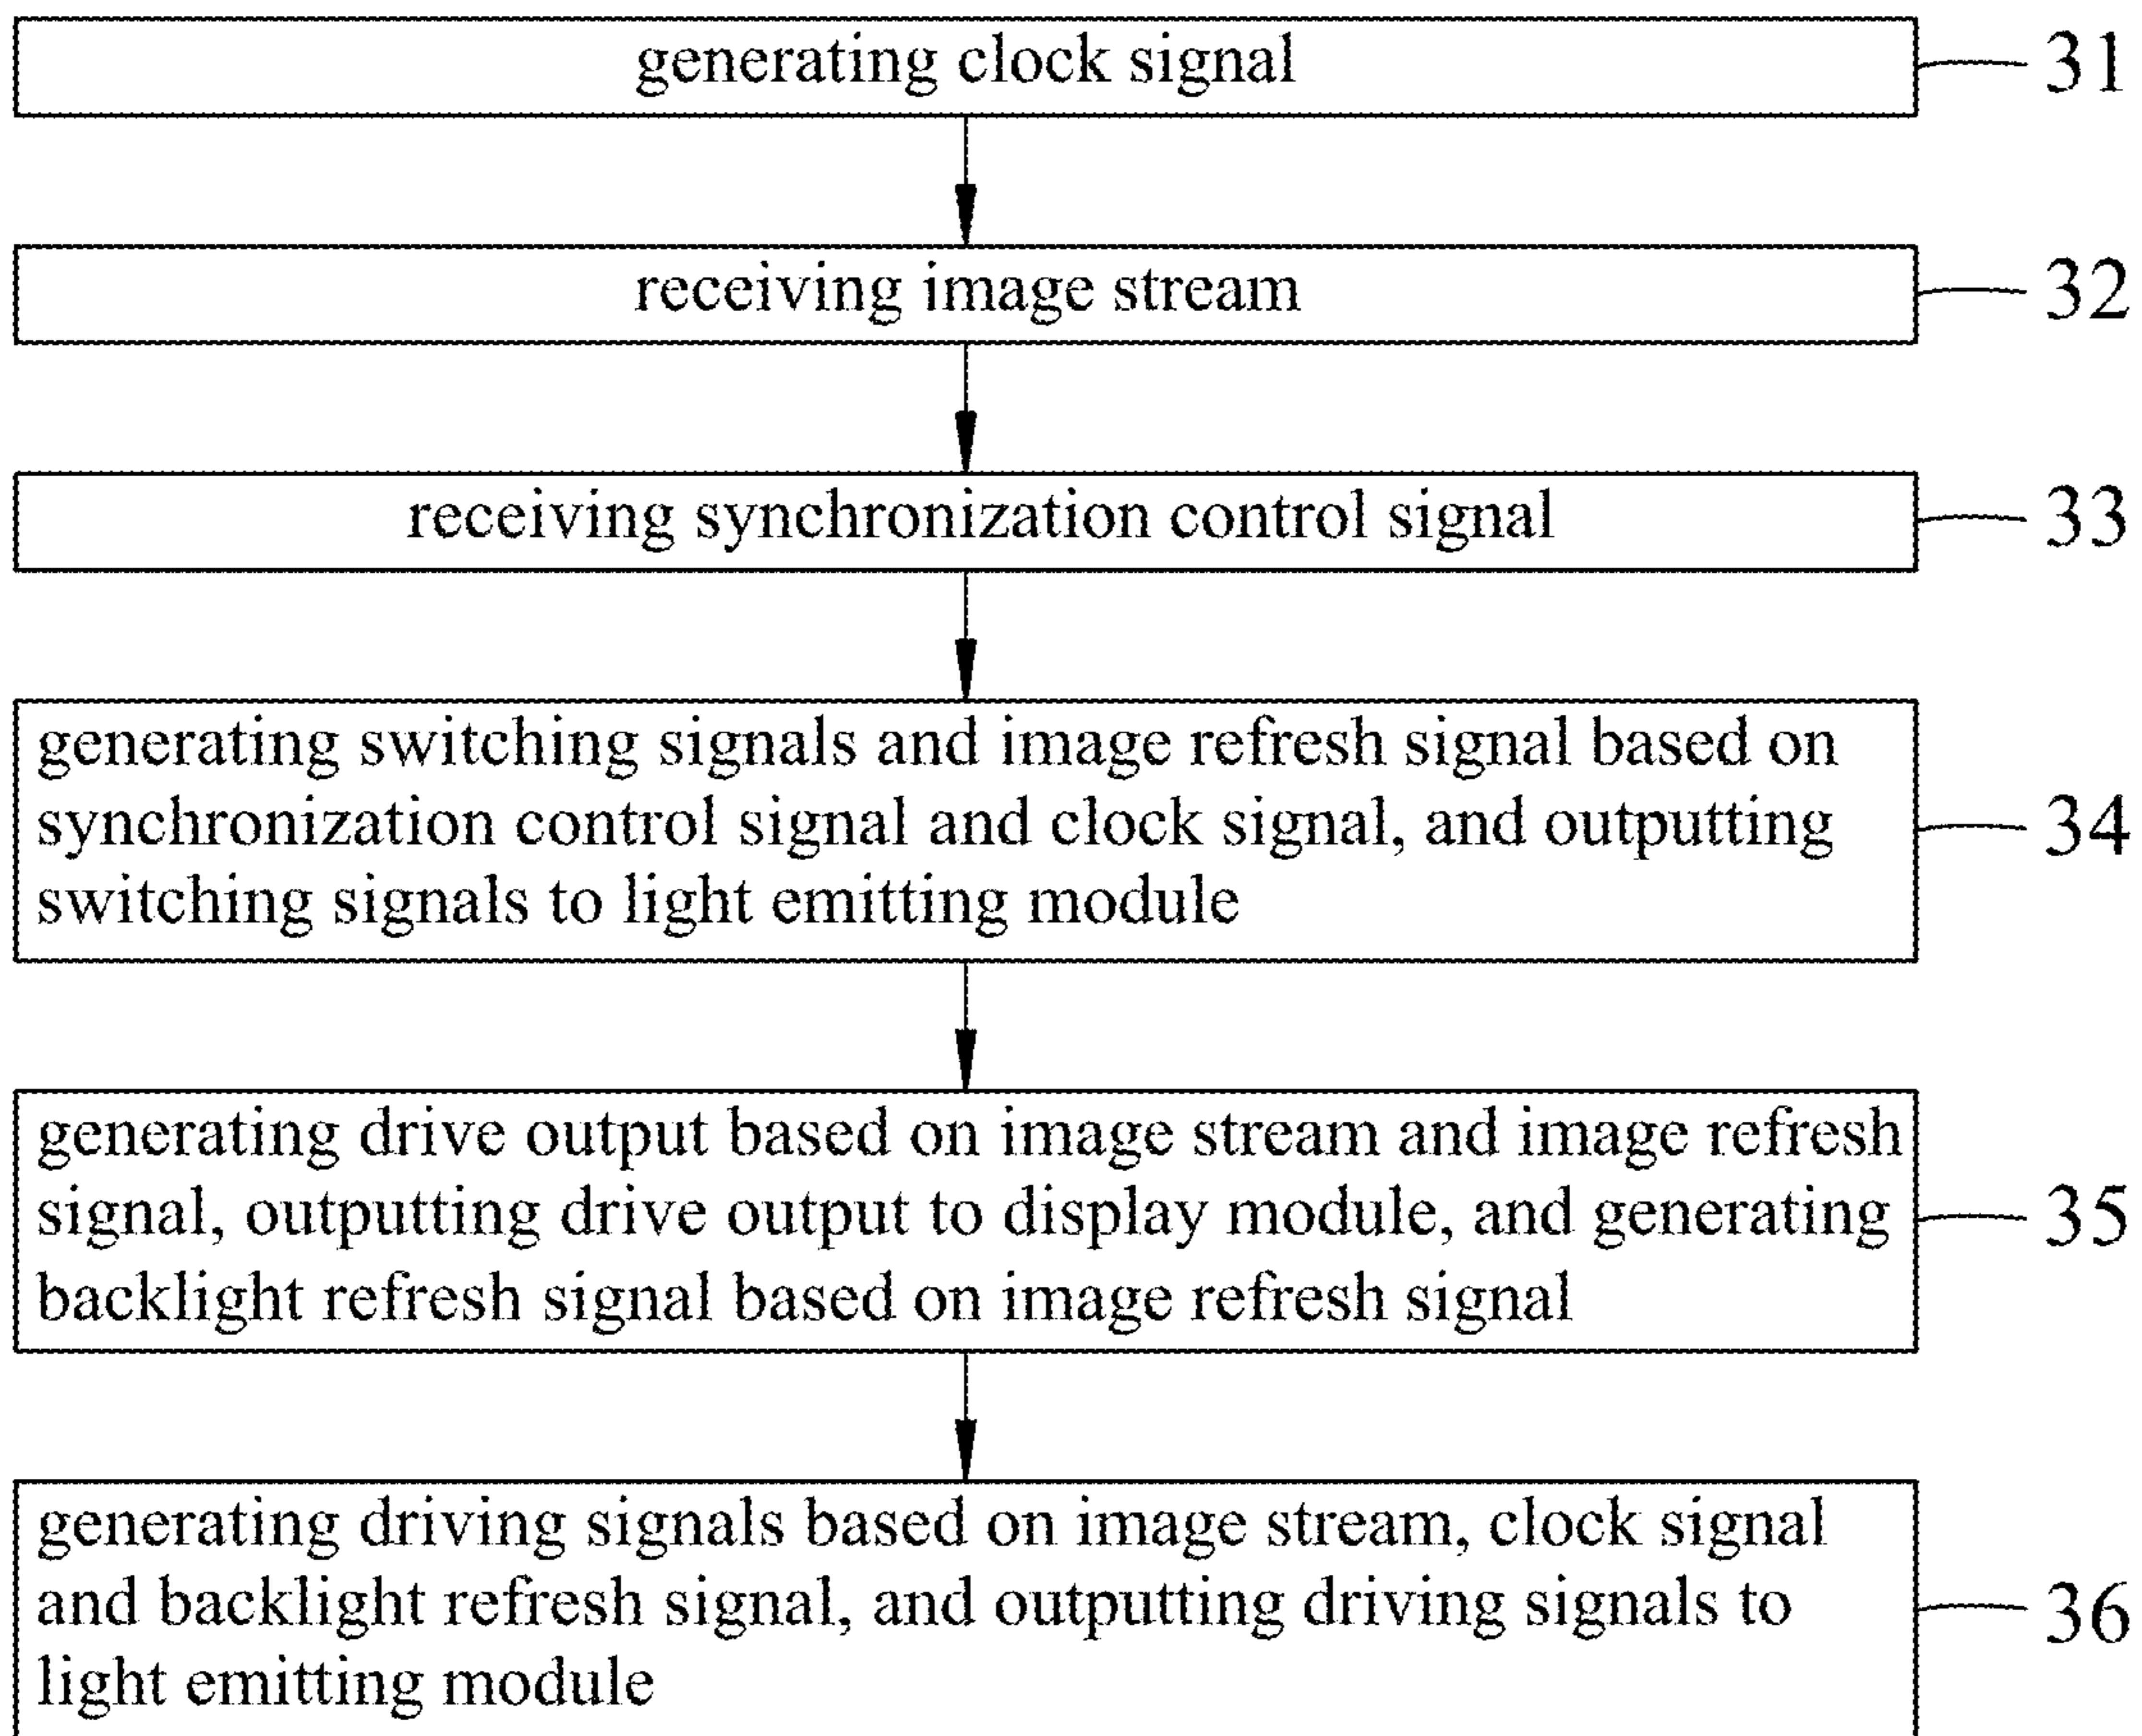 generating clock signal
31
receiving image stream
32
receiving synchronization control signal
33
generating switching signals and image refresh signal based on
synchronization control signal and clock signal, and outputting
switching signals to light emitting module
34
generating drive output based on image stream and image refresh
signal, outputting drive output to display module, and generating
backlight refresh signal based on image refresh signal
35
generating driving signals based on image stream, clock signal
and backlight refresh signal, and outputting driving signals to
light emitting module
36